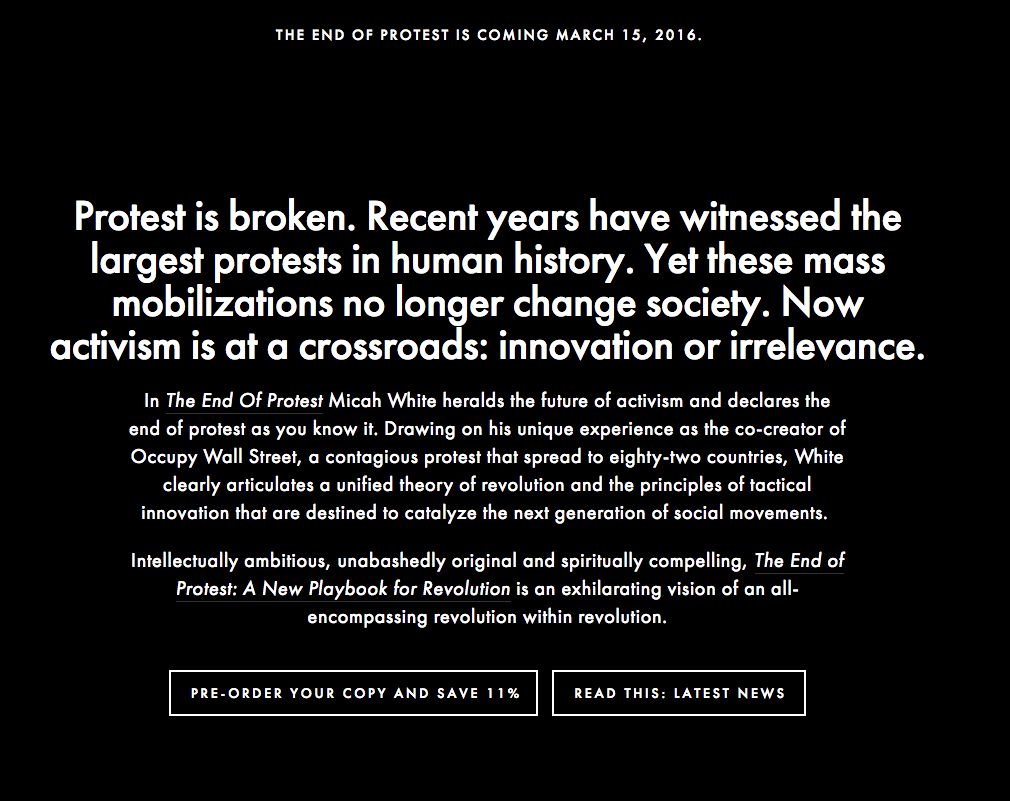 THE END OF PROTEST IS COMING MARCH 15, 2016.
Protest is broken. Recent years have witnessed the
largest protests in human history. Yet these mass
mobilizations no longer change society. Now
activism is at a crossroads: innovation or irrelevance.
In The End Of Protest Micah White heralds the future of activism and declares the
end of protest as you know it. Drawing on his unique experience as the co-creator of
Occupy Wall Street, a contagious protest that spread to eighty-two countries, White
clearly articulates a unified theory of revolution and the principles of tactical
innovation that are destined to catalyze the next generation of social movements.
Intellectually ambitious, unabashedly original and spiritually compelling, The End of
Protest: A New Playbook for Revolution is an exhilarating vision of an all-
encompassing revolution within revolution.
PRE-ORDER YOUR COPY AND SAVE 11%
READ THIS: LATEST NEWS